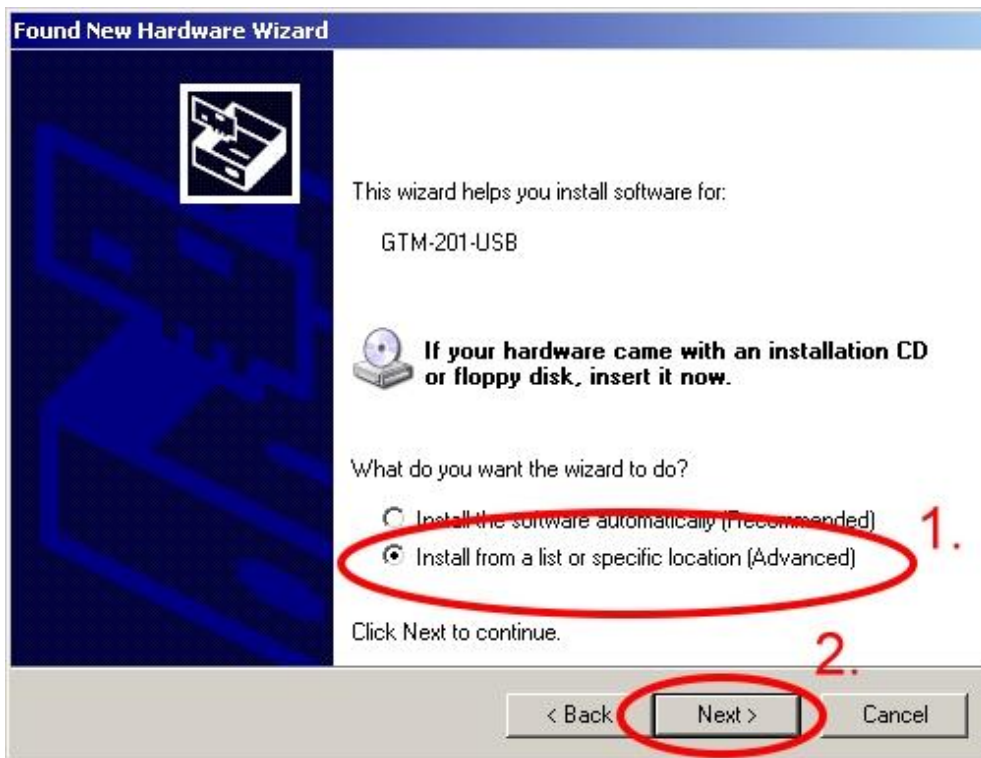 Found New Hardware Wizard
This wizard helps you install software for:
GTM-201-USB
If your hardware came with an installation CD
or floppy disk, insert it now.
What do you want the wizard to do?
Install the software automatically (Recommended)
1.
Install from a list or specific location (Advanced)
Click Next to continue.
2.
< Back
Next >
Cancel